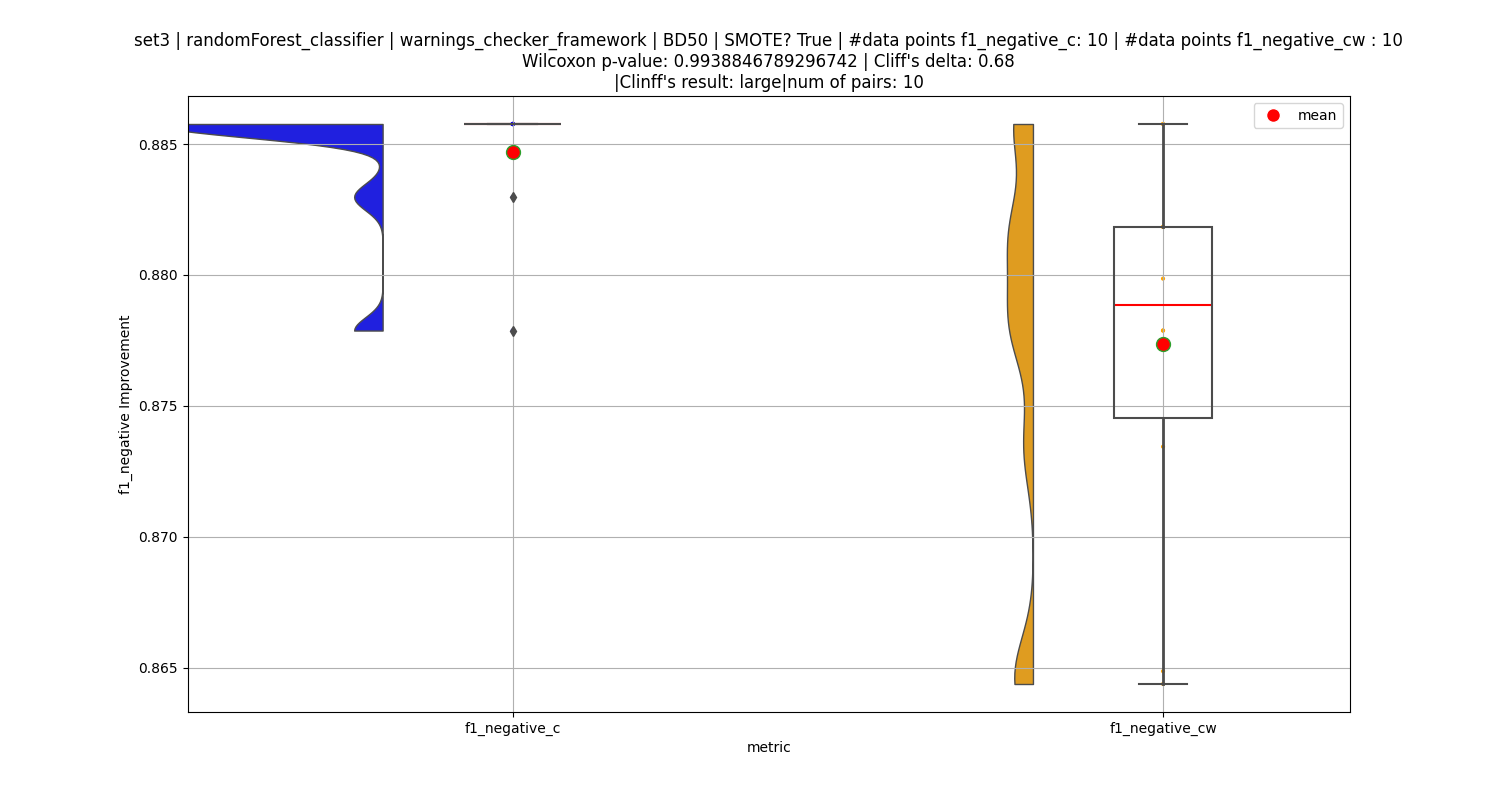 set3 | randomForest_classifier | warnings_checker_framework | BD50 | SMOTE? True | #data points f1_negative_c: 10 | #data points f1_negative_cw : 10
Wilcoxon p-value: 0.9938846789296742 | Cliff's delta: 0.68
|Clinff's result: large|num of pairs: 10
mean
0.885
0.880
0.875
0.870
0.865
f1_negative Improvement
f1_negative_c
f1_negative_cw
metric